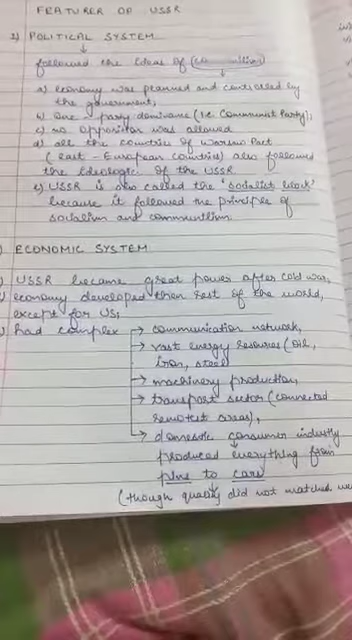 FEATURER OF USSR
1) POLITICAL SYSTEM
followed the Ideas of
a) economy was planned and controlled by
the government,
b) one-party dominane (i.e. Communist Party),
c) no oppositon was allowed
d) all the countries of Warsaw Pact
(east-European countries) also followed
the Ideologic of the USSR
e) USSR is also called the 'socialist block'
because it followed the principle of
socialism and communism.
) ECONOMIC SYSTEM
) USSR became great power after cold war,
) economy developed than rest of the world,
except for US,
) had complex → communication network,
→ vast energy resources (oil,
iron, steel
→ machinery production,
→ transport sector (connected
remotest areas),
→ domestic consumer industry
produced everything from
pins to cars
(though quality did not matched